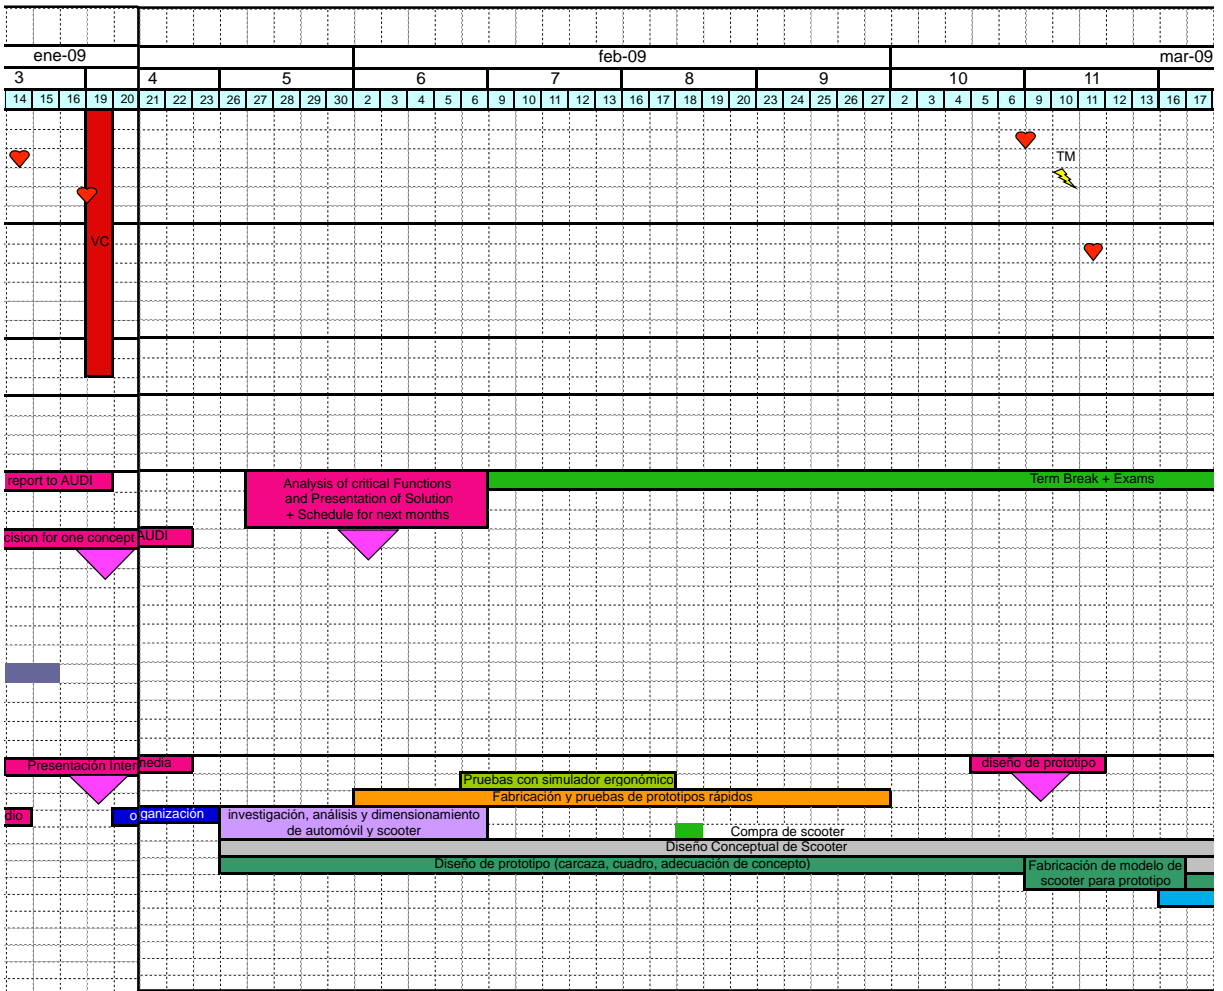 ene-09 feb-09 mar-09
3 4 5 6 7 8 9 10 11
14 15 16 19 20 21 22 23 26 27 28 29 30 2 3 4 5 6 9 10 11 12 13 16 17 18 19 20 23 24 25 26 27 2 3 4 5 6 9 10 11 12 13 16 17
TM
VC
report to AUDI
Analysis of critical Functions
and Presentation of Solution
+ Schedule for next months
Term Break + Exams
cision for one concept AUDI
Presentación Intermedia
diseño de prototipo
Pruebas con simulador ergonómico
Fabricación y pruebas de prototipos rápidos
dio
organización
investigación, análisis y dimensionamiento
de automóvil y scooter
Compra de scooter
Diseño Conceptual de Scooter
Diseño de prototipo (carcaza, cuadro, adecuación de concepto)
Fabricación de modelo de
scooter para prototipo